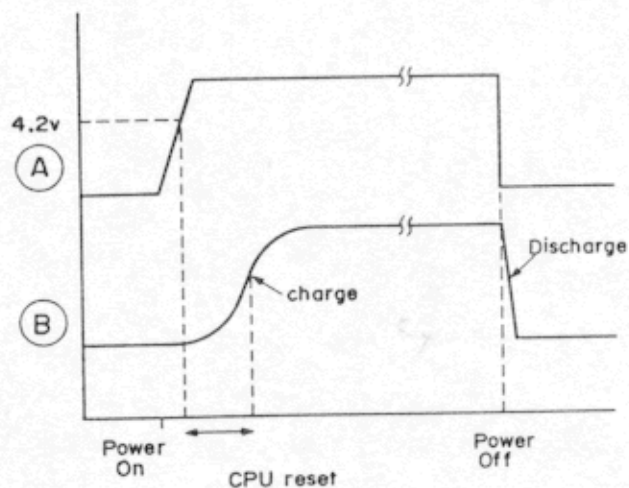 4.2v
A
Discharge
charge
B
Power
On
Power
Off
CPU reset